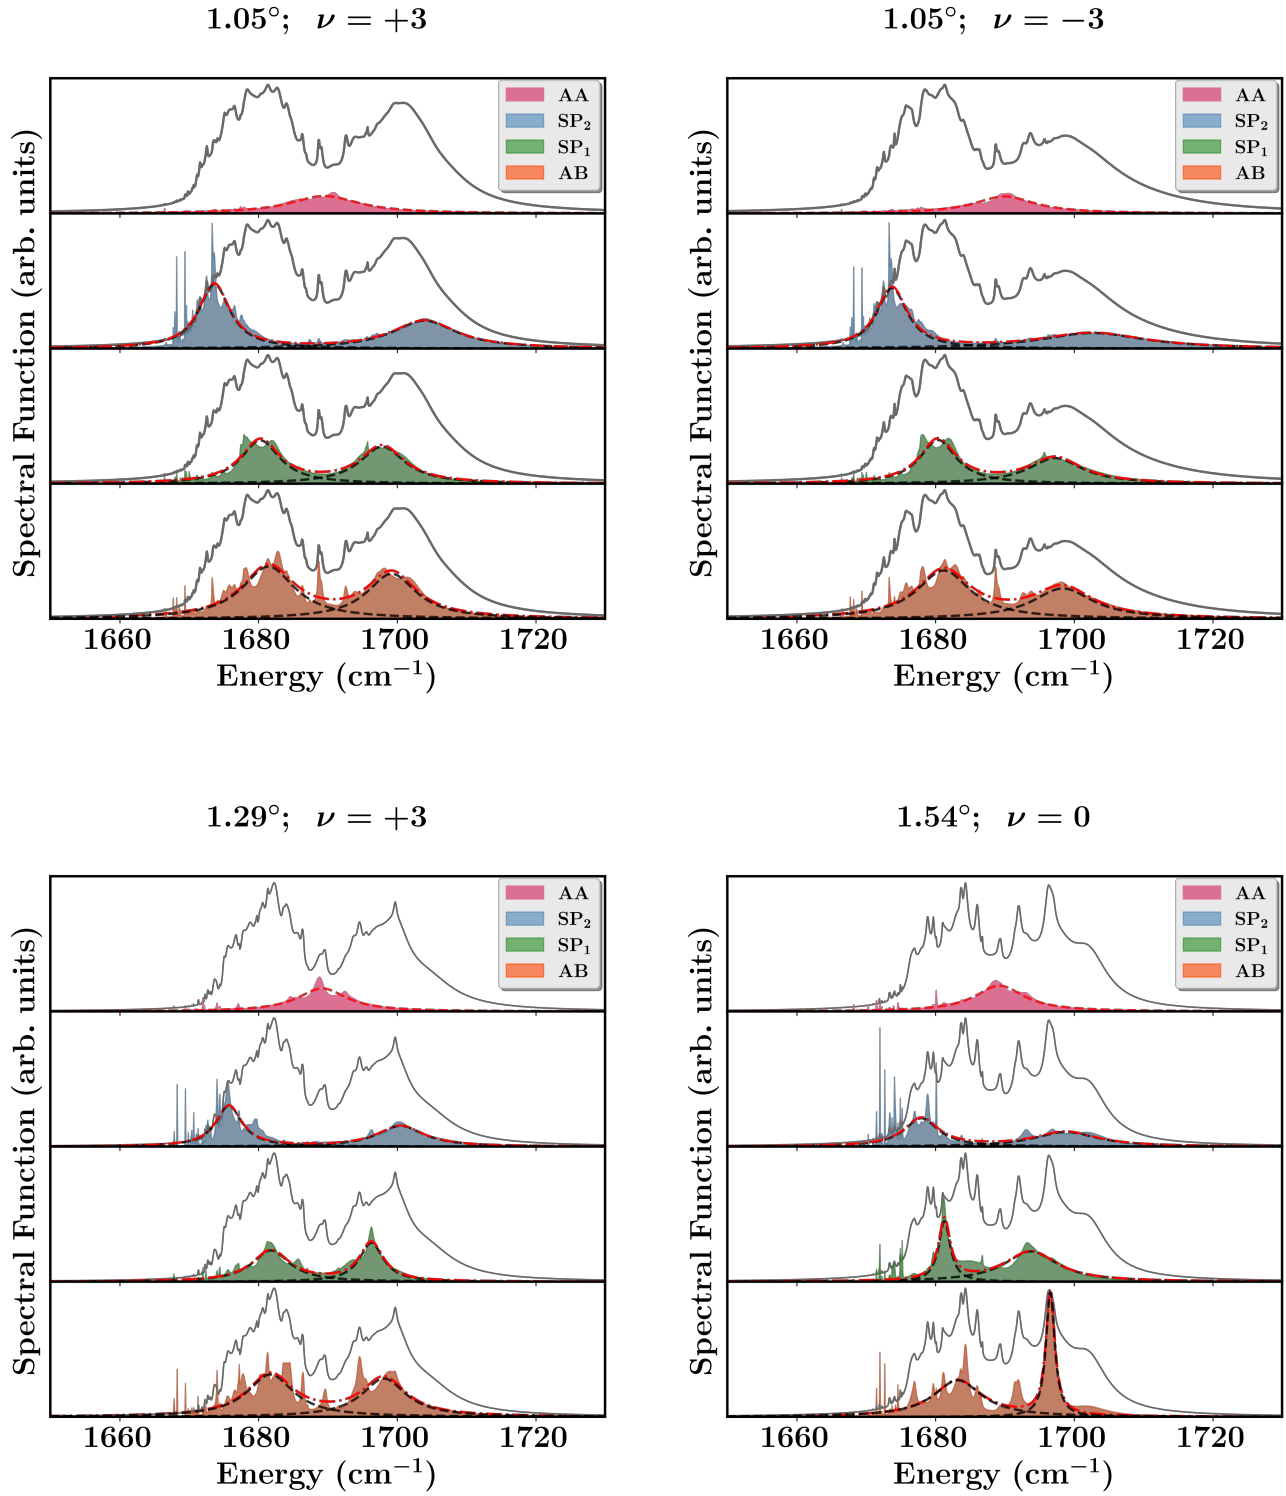 1.05°; ν = +3
AA
SP₂
SP₁
AB
Spectral Function (arb. units)
1660 1680 1700 1720
Energy (cm⁻¹)
1.05°; ν = −3
AA
SP₂
SP₁
AB
Spectral Function (arb. units)
1660 1680 1700 1720
Energy (cm⁻¹)
1.29°; ν = +3
AA
SP₂
SP₁
AB
Spectral Function (arb. units)
1660 1680 1700 1720
Energy (cm⁻¹)
1.54°; ν = 0
AA
SP₂
SP₁
AB
Spectral Function (arb. units)
1660 1680 1700 1720
Energy (cm⁻¹)